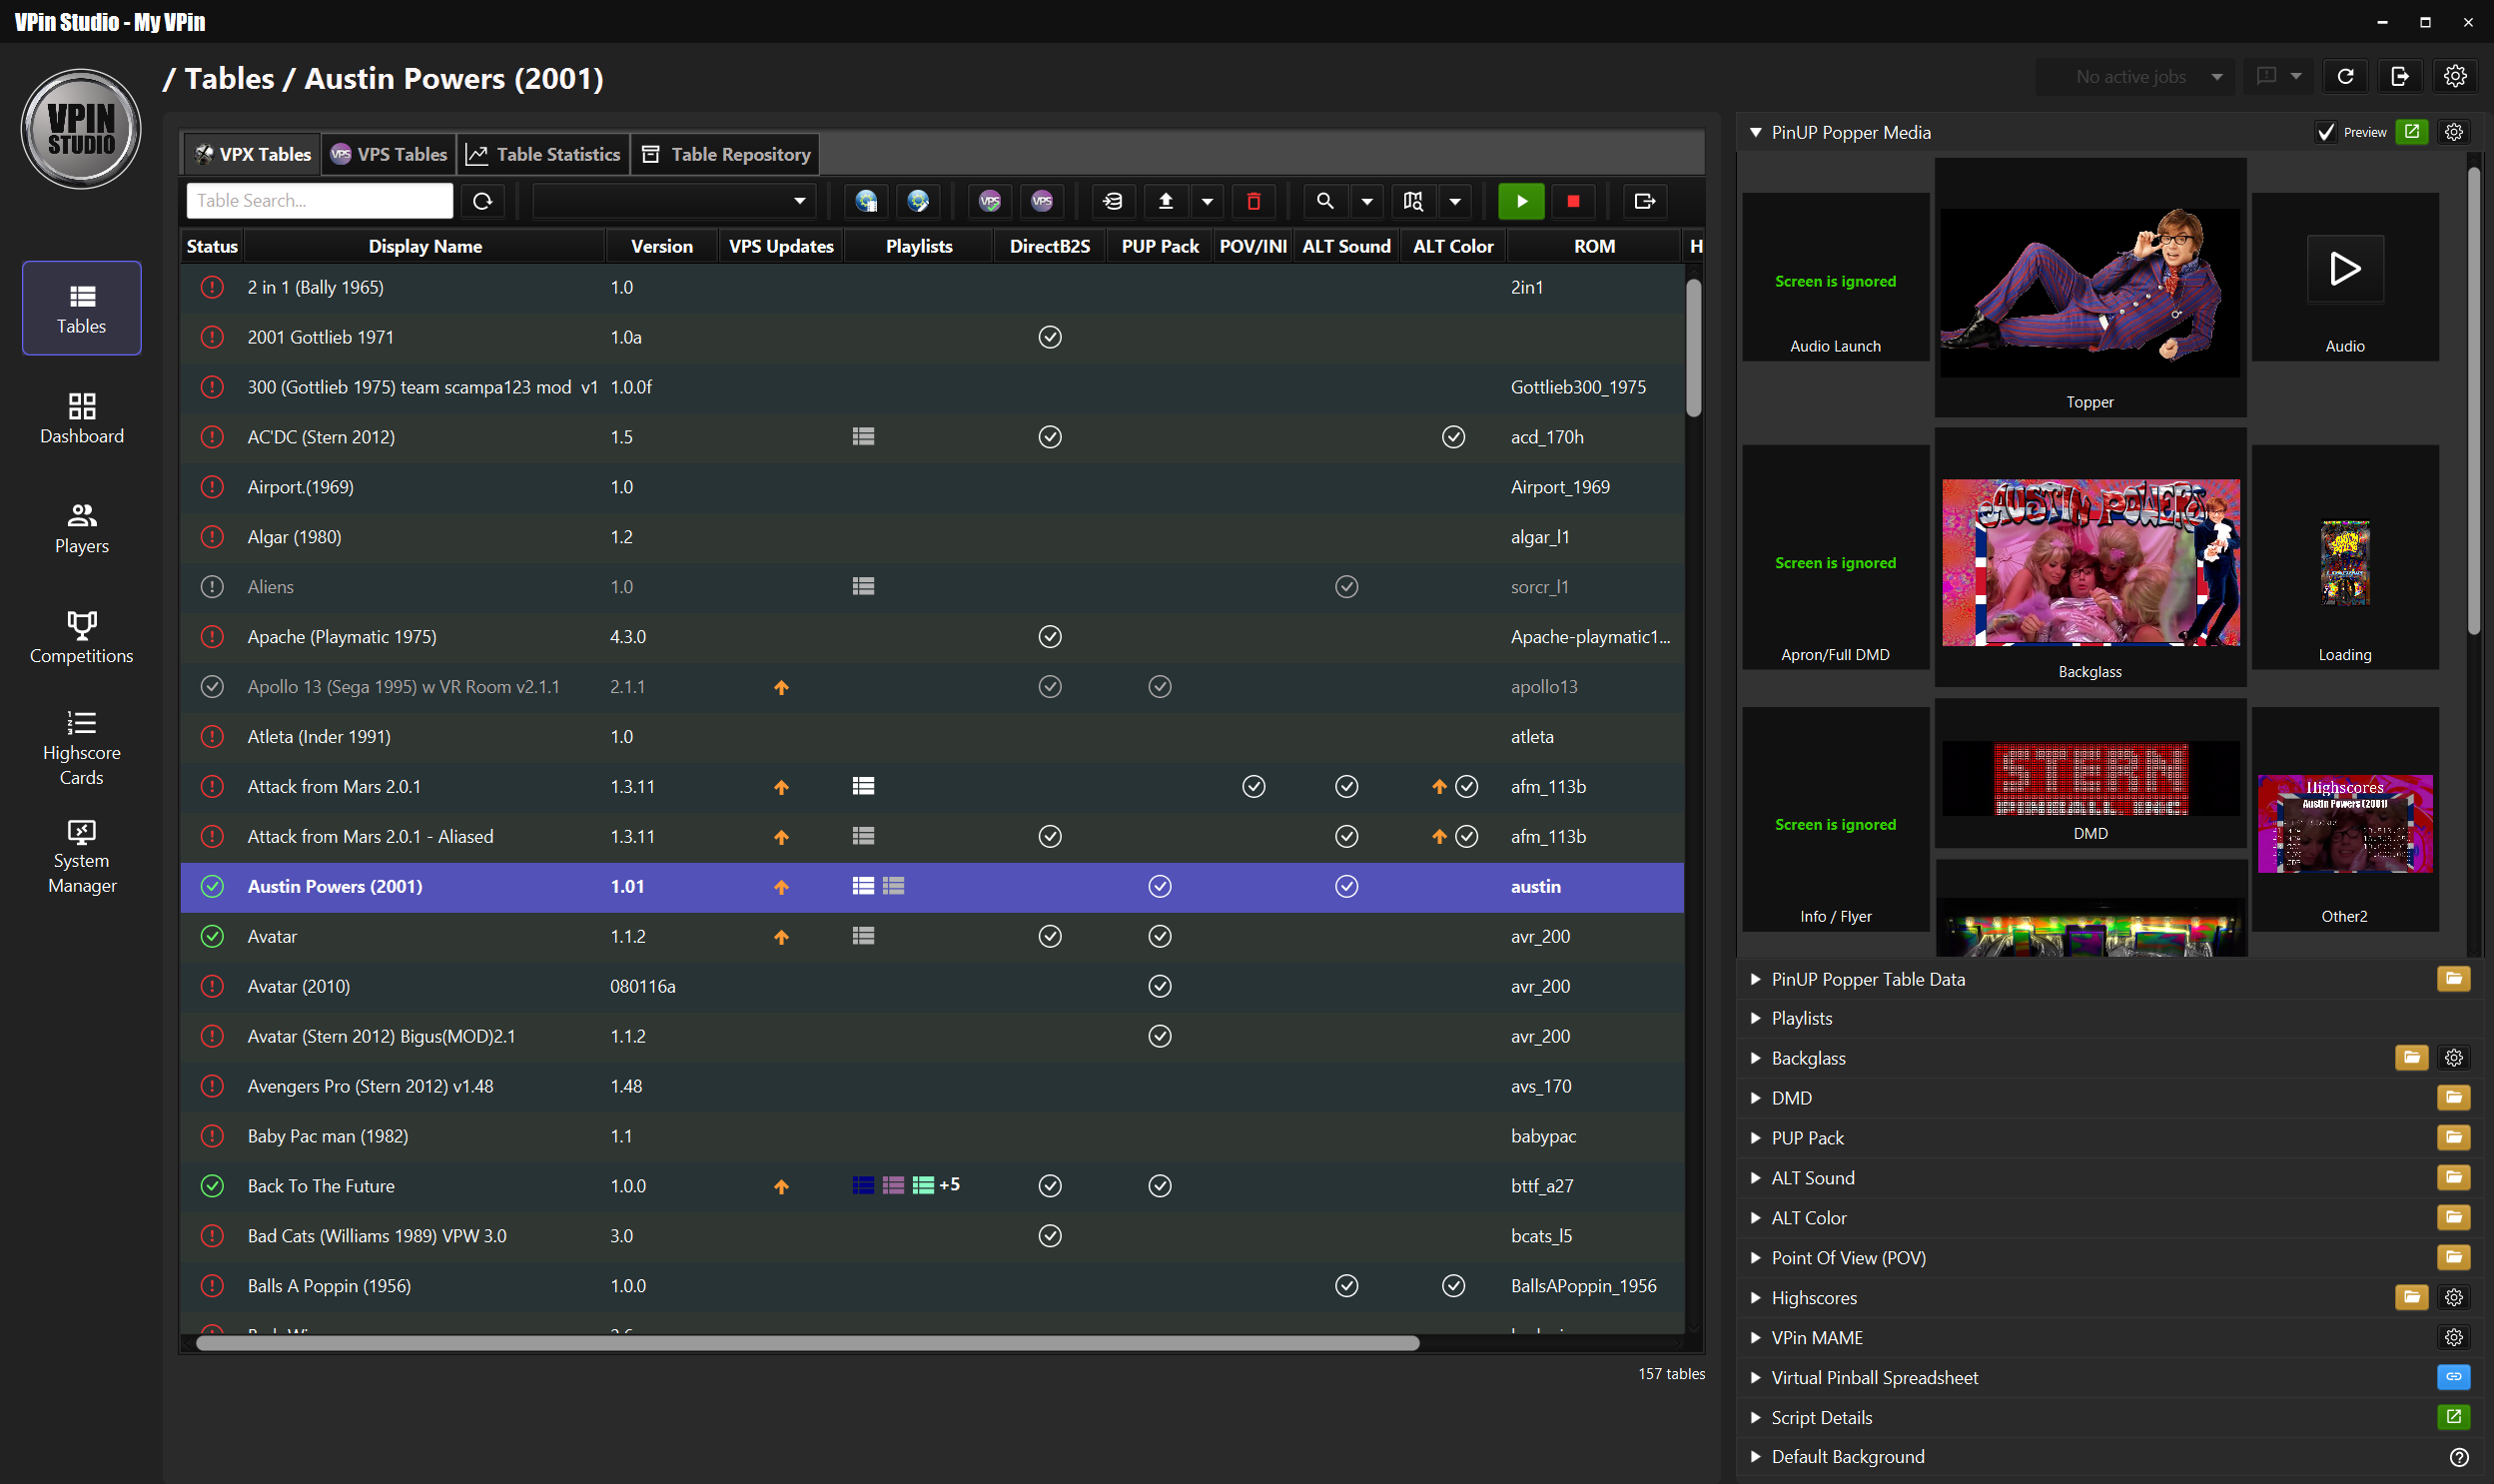 VPin Studio - My VPin
VPIN
STUDIO
/ Tables / Austin Powers (2001)
No active jobs
Tables
Dashboard
Players
Competitions
Highscore
Cards
System
Manager
VPX Tables
VPS Tables
Table Statistics
Table Repository
Table Search...
VPS
VPS
Status Display Name Version VPS Updates Playlists DirectB2S PUP Pack POV/INI ALT Sound ALT Color ROM H
2 in 1 (Bally 1965) 1.0 2in1
2001 Gottlieb 1971 1.0a
300 (Gottlieb 1975) team scampa123 mod v1 1.0.0f Gottlieb300_1975
AC'DC (Stern 2012) 1.5 acd_170h
Airport.(1969) 1.0 Airport_1969
Algar (1980) 1.2 algar_l1
Aliens 1.0 sorcr_l1
Apache (Playmatic 1975) 4.3.0 Apache-playmatic1...
Apollo 13 (Sega 1995) w VR Room v2.1.1 2.1.1 apollo13
Atleta (Inder 1991) 1.0 atleta
Attack from Mars 2.0.1 1.3.11 afm_113b
Attack from Mars 2.0.1 - Aliased 1.3.11 afm_113b
Austin Powers (2001) 1.01 austin
Avatar 1.1.2 avr_200
Avatar (2010) 080116a avr_200
Avatar (Stern 2012) Bigus(MOD)2.1 1.1.2 avr_200
Avengers Pro (Stern 2012) v1.48 1.48 avs_170
Baby Pac man (1982) 1.1 babypac
Back To The Future 1.0.0 +5 bttf_a27
Bad Cats (Williams 1989) VPW 3.0 3.0 bcats_l5
Balls A Poppin (1956) 1.0.0 BallsAPoppin_1956
157 tables
PinUP Popper Media
Preview
Screen is ignored
Audio Launch
Topper
Audio
Screen is ignored
Apron/Full DMD
AUSTIN POWERS
Backglass
Loading
Screen is ignored
Info / Flyer
STERN
DMD
Highscores
Austin Powers (2001)
Other2
PinUP Popper Table Data
Playlists
Backglass
DMD
PUP Pack
ALT Sound
ALT Color
Point Of View (POV)
Highscores
VPin MAME
Virtual Pinball Spreadsheet
Script Details
Default Background